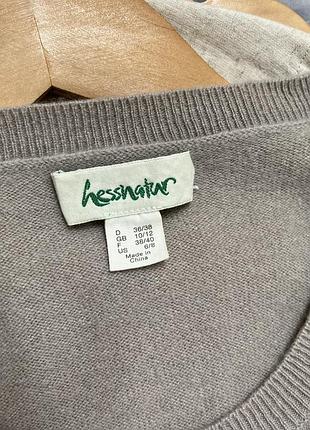 hessnatur
D 36/38
GB 10/12
F 38/40
US 6/8
Made in
China